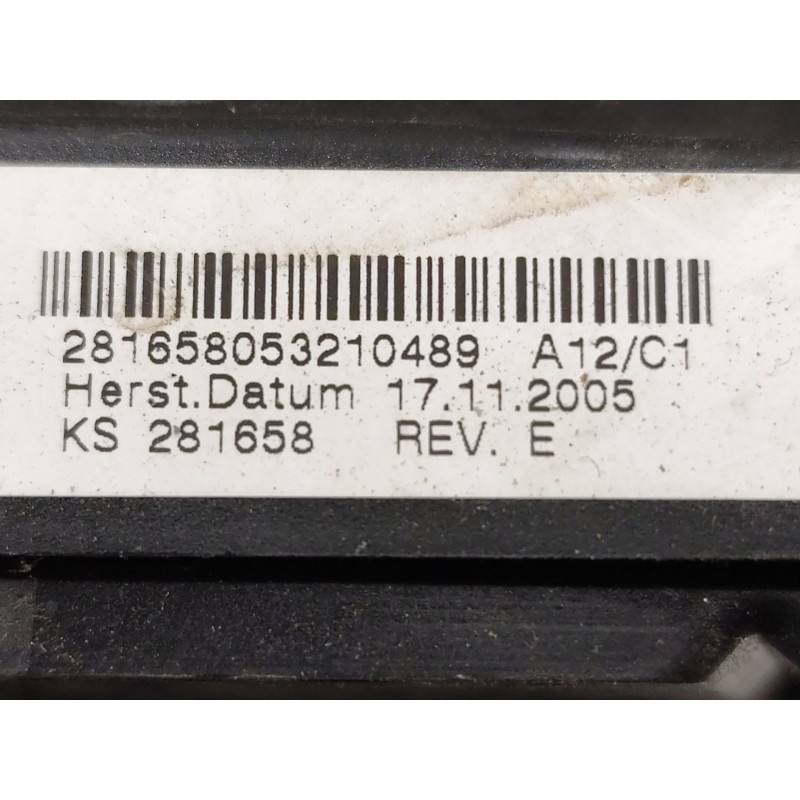 281658053210489 A12/C1
Herst.Datum 17.11.2005
KS 281658 REV. E